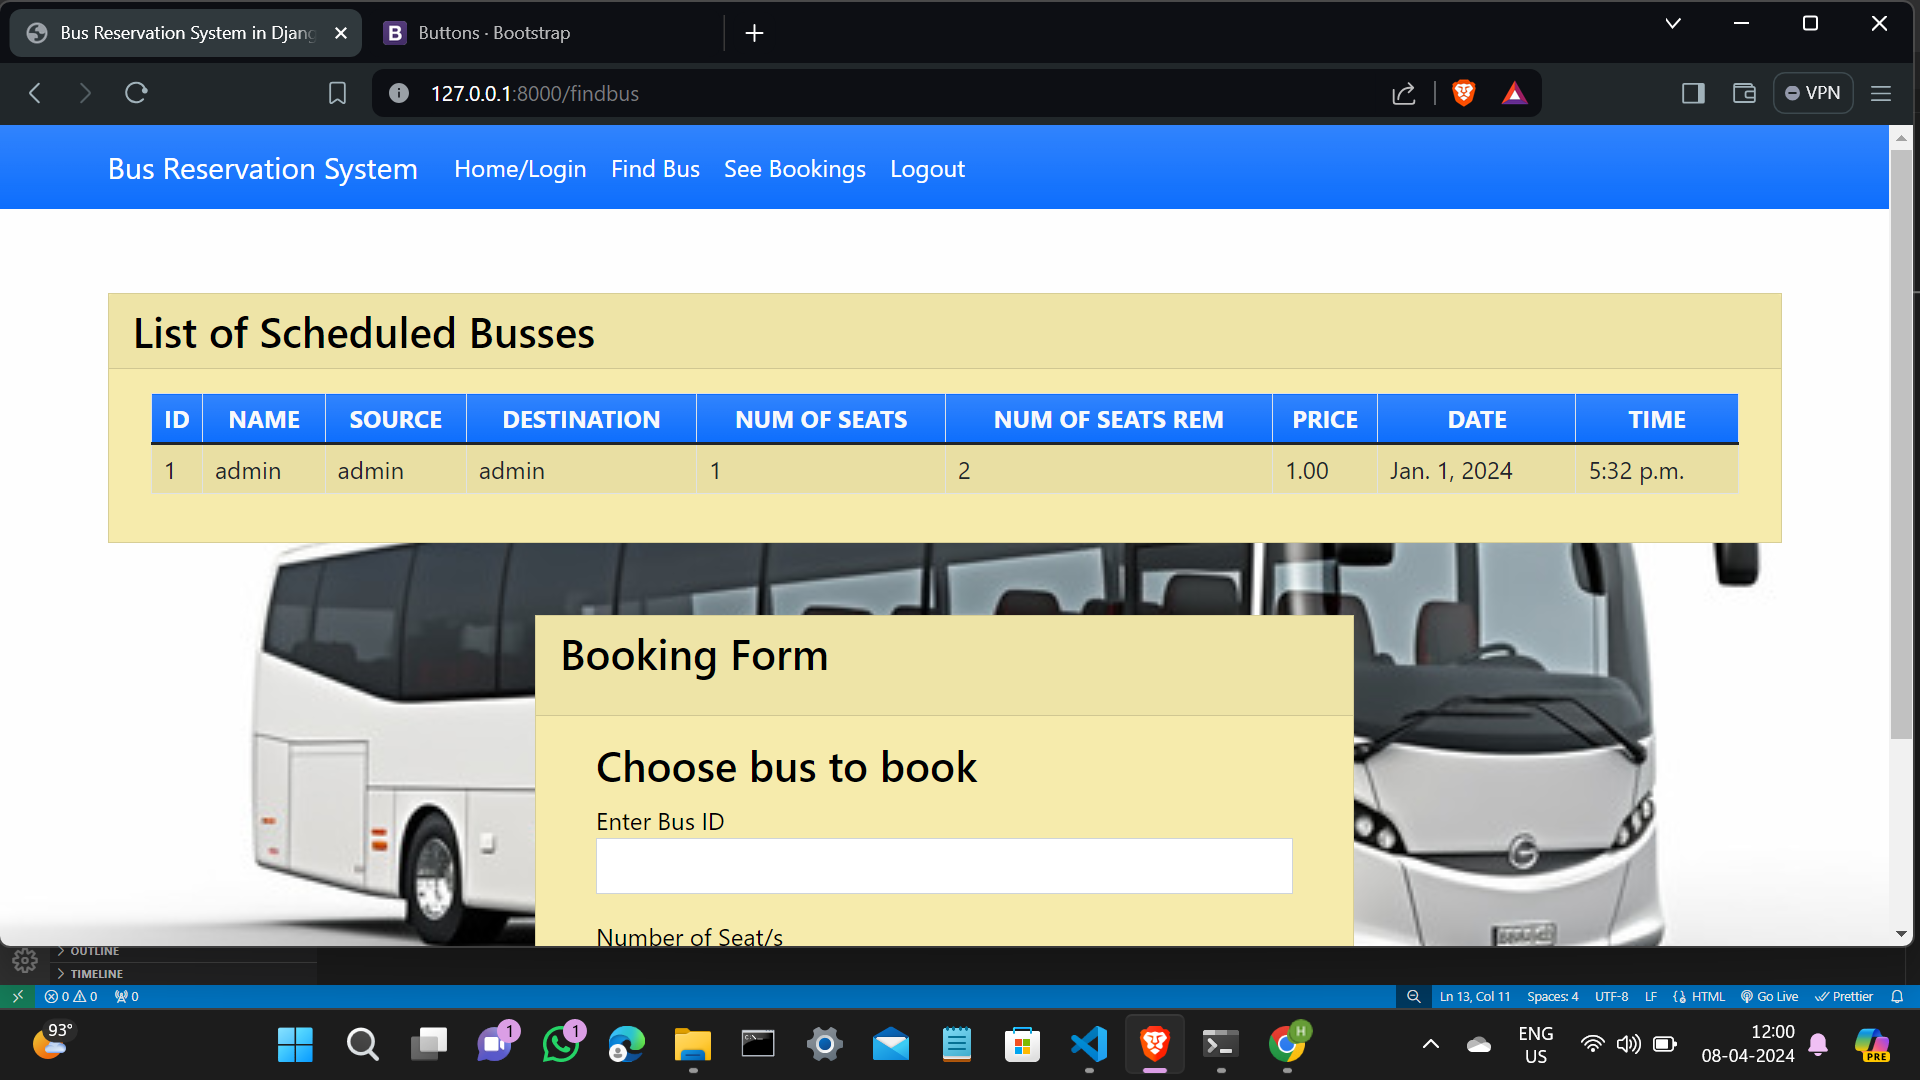 Bus Reservation System in Djang
Buttons · Bootstrap
127.0.0.1:8000/findbus
VPN
Bus Reservation System
Home/Login
Find Bus
See Bookings
Logout
List of Scheduled Busses
ID NAME SOURCE DESTINATION NUM OF SEATS NUM OF SEATS REM PRICE DATE TIME
1 admin admin admin 1 2 1.00 Jan. 1, 2024 5:32 p.m.
Booking Form
Choose bus to book
Enter Bus ID
Number of Seat/s
OUTLINE
TIMELINE
0 0 0
Ln 13, Col 11 Spaces: 4 UTF-8 LF HTML Go Live Prettier
93°
1
1
H
ENG
US
12:00
08-04-2024
PRE